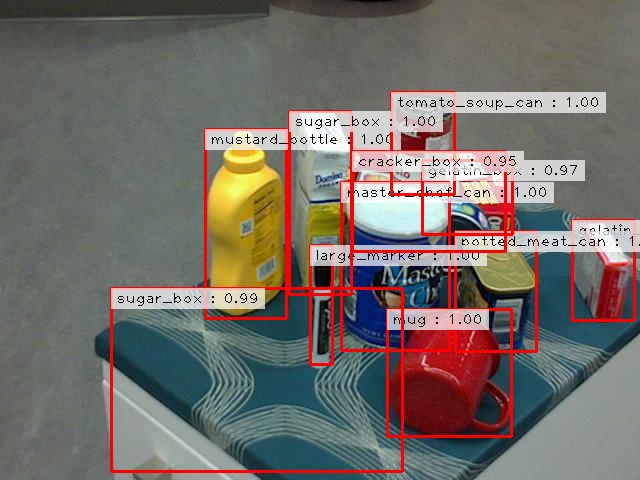 tomato_soup_can : 1.00
sugar_box : 1.00
mustard_bottle : 1.00
cracker_box : 0.95
gelatin_box : 0.97
master_chef_can : 1.00
Domino
gelatin
potted_meat_can : 1.
large_marker : 1.00
Maste
Ch
sugar_box : 0.99
mug : 1.00